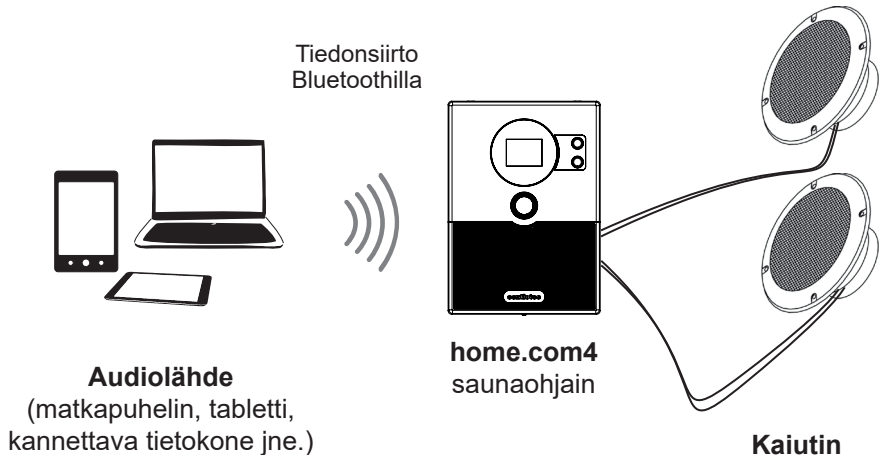 Tiedonsiirto
Bluetoothilla
Audiolähde
(matkapuhelin, tabletti,
kannettava tietokone jne.)
home.com4
saunaohjain
Kaiutin